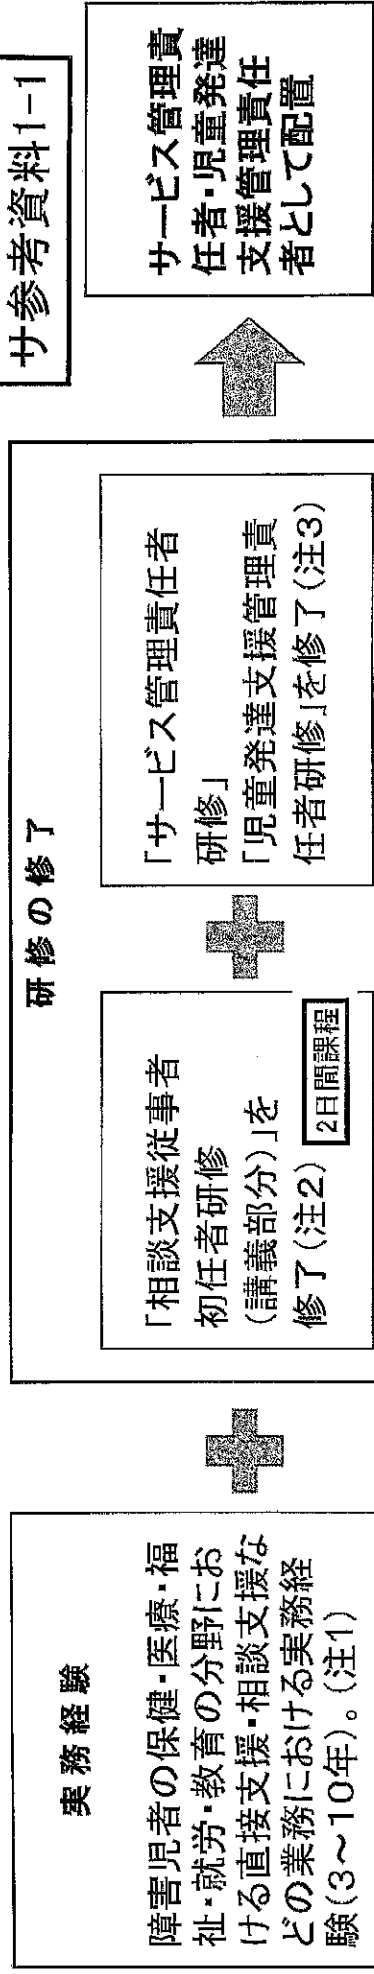 サ参考資料1-1
実務経験
障害児者の保健・医療・福
祉・就労・教育の分野にお
ける直接支援・相談支援な
どの業務における実務経
験(3～10年)。(注1)
研修の修了
「相談支援従事者
初任者研修
(講義部分)」を
修了(注2)
2日間課程
「サービス管理責任者
研修」
「児童発達支援管理責
任者研修」を修了(注3)
サービス管理責
任者・児童発達
支援管理責任
者として配置